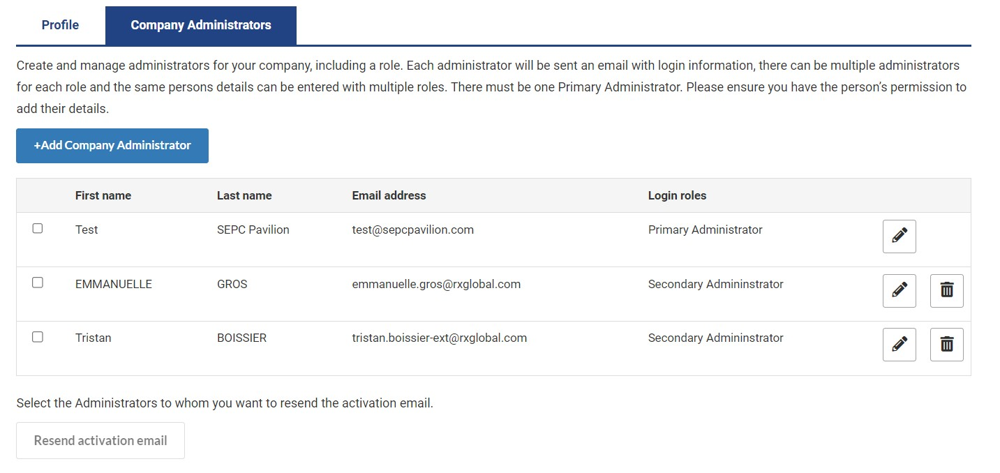 Profile
Company Administrators
Create and manage administrators for your company, including a role. Each administrator will be sent an email with login information, there can be multiple administrators
for each role and the same persons details can be entered with multiple roles. There must be one Primary Administrator. Please ensure you have the person’s permission to
add their details.
+Add Company Administrator
First name Last name Email address Login roles
Test SEPC Pavilion test@sepcpavilion.com Primary Administrator
EMMANUELLE GROS emmanuelle.gros@rxglobal.com Secondary Admininstrator
Tristan BOISSIER tristan.boissier-ext@rxglobal.com Secondary Admininstrator
Select the Administrators to whom you want to resend the activation email.
Resend activation email